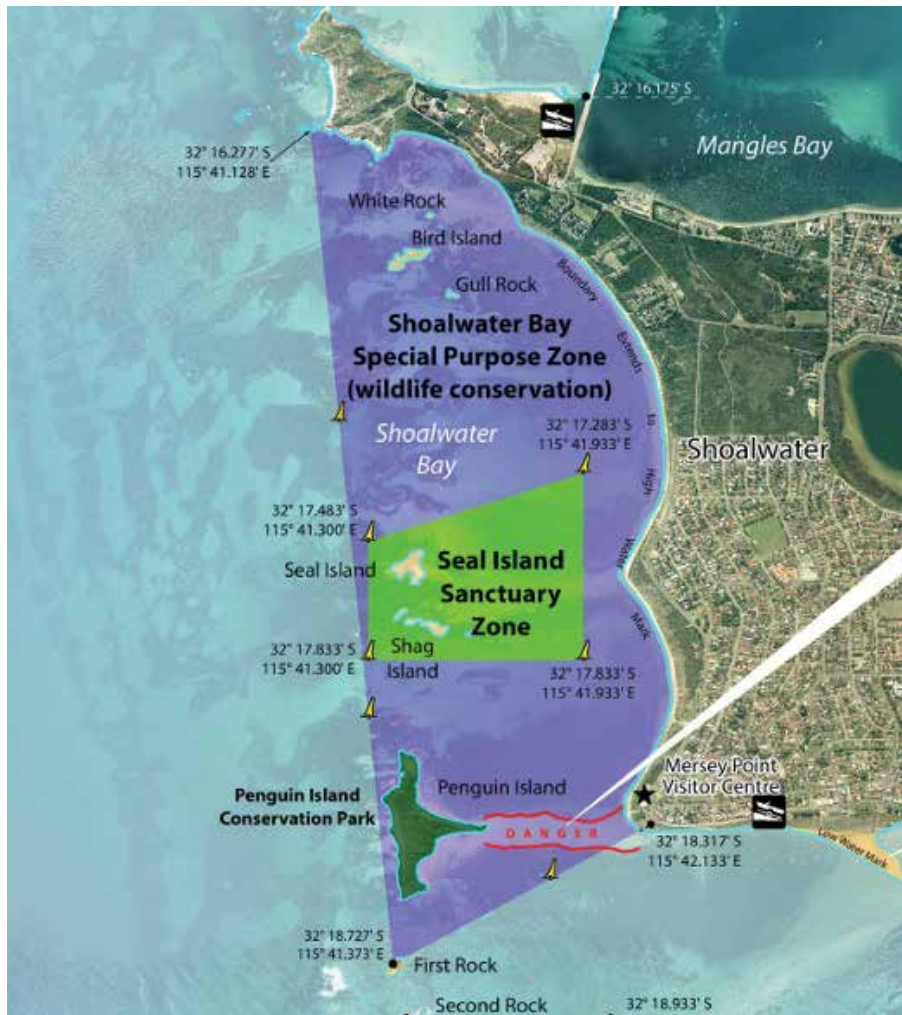 32° 16.175' S
Mangles Bay
32° 16.277' S
115° 41.128' E
White Rock
Bird Island
Gull Rock
Boundary Extends to High Water Mark
Shoalwater Bay
Special Purpose Zone
(wildlife conservation)
Shoalwater
Bay
32° 17.283' S
115° 41.933' E
Shoalwater
32° 17.483' S
115° 41.300' E
Seal Island
Seal Island
Sanctuary
Zone
32° 17.833' S
115° 41.300' E
Shag
Island
32° 17.833' S
115° 41.933' E
Mersey Point
Visitor Centre
Penguin Island
Penguin Island
Conservation Park
DANGER
32° 18.317' S
115° 42.133' E
Low Water Mark
32° 18.727' S
115° 41.373' E
First Rock
Second Rock
32° 18.933' S